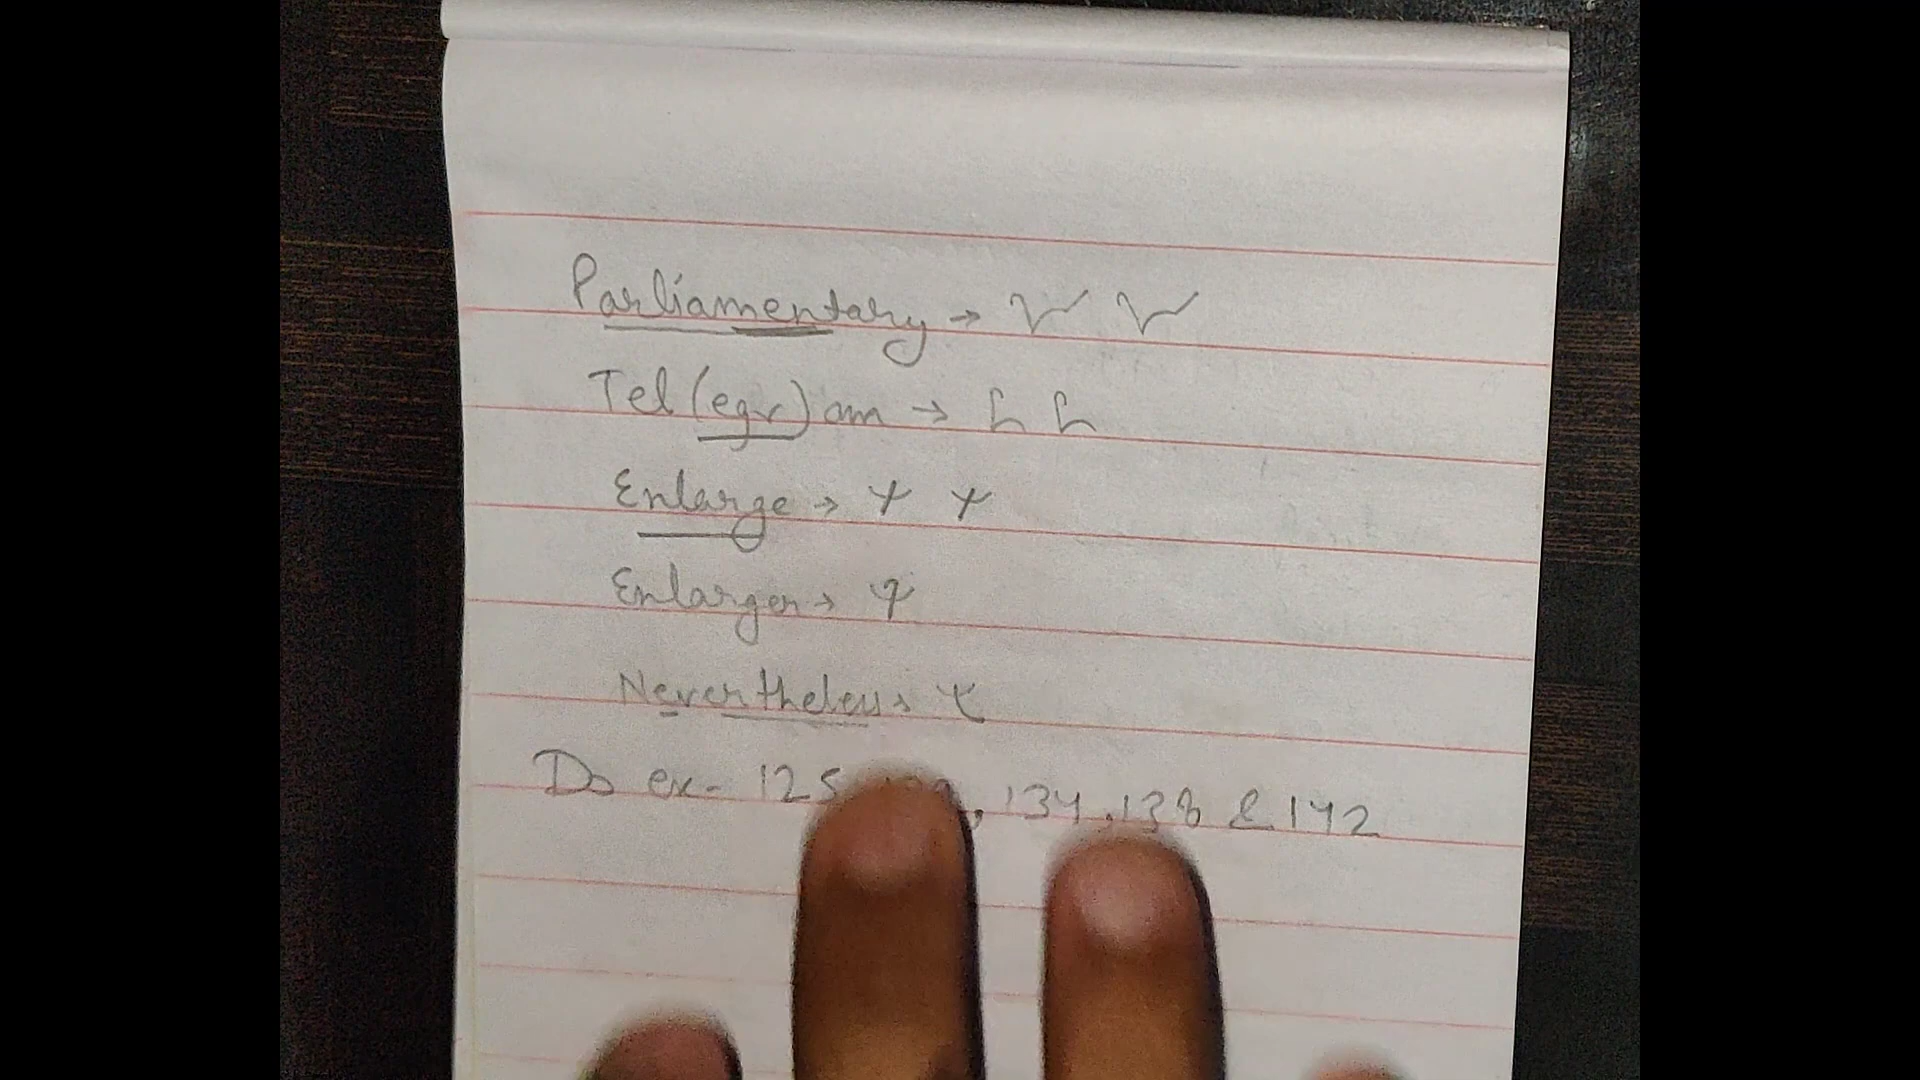 Parliamentary →
Tel(egr)am →
Enlarge →
Enlarger →
Nevertheless →
Do ex- 125 , 134, 138 & 142